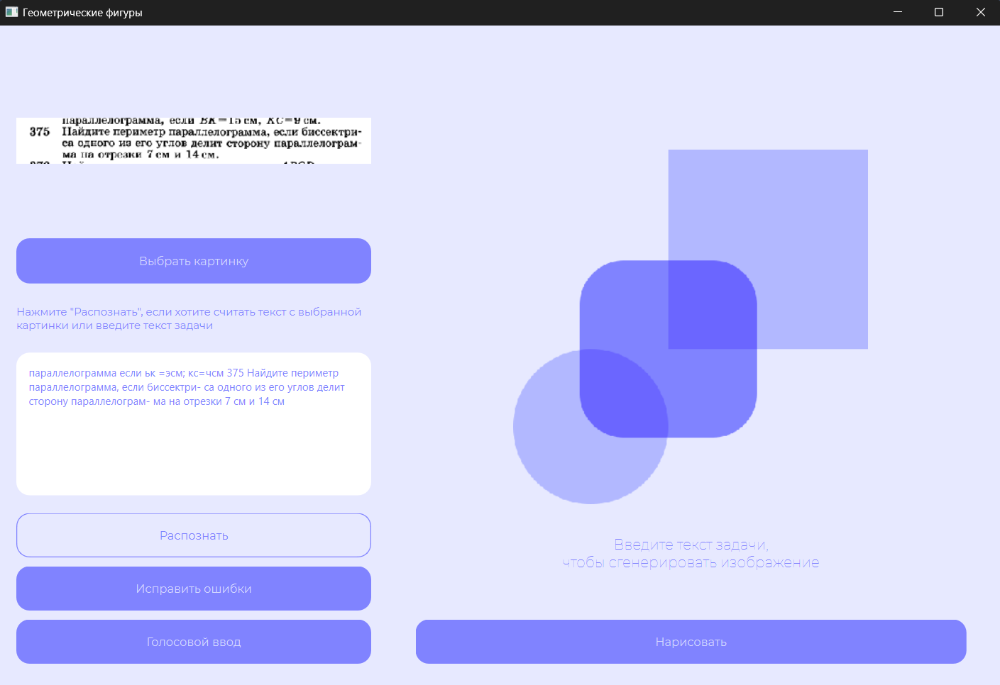 Геометрические фигуры
параллелограмма, если BK = 15 см, KC = 9 см.
375 Найдите периметр параллелограмма, если биссектри-
са одного из его углов делит сторону параллелограм-
ма на отрезки 7 см и 14 см.
Выбрать картинку
Нажмите "Распознать", если хотите считать текст с выбранной
картинки или введите текст задачи
параллелограмма если ьк =эсм; кс=чсм 375 Найдите периметр
параллелограмма, если биссектри- са одного из его углов делит
сторону параллелограм- ма на отрезки 7 см и 14 см
Распознать
Исправить ошибки
Голосовой ввод
Введите текст задачи,
чтобы сгенерировать изображение
Нарисовать